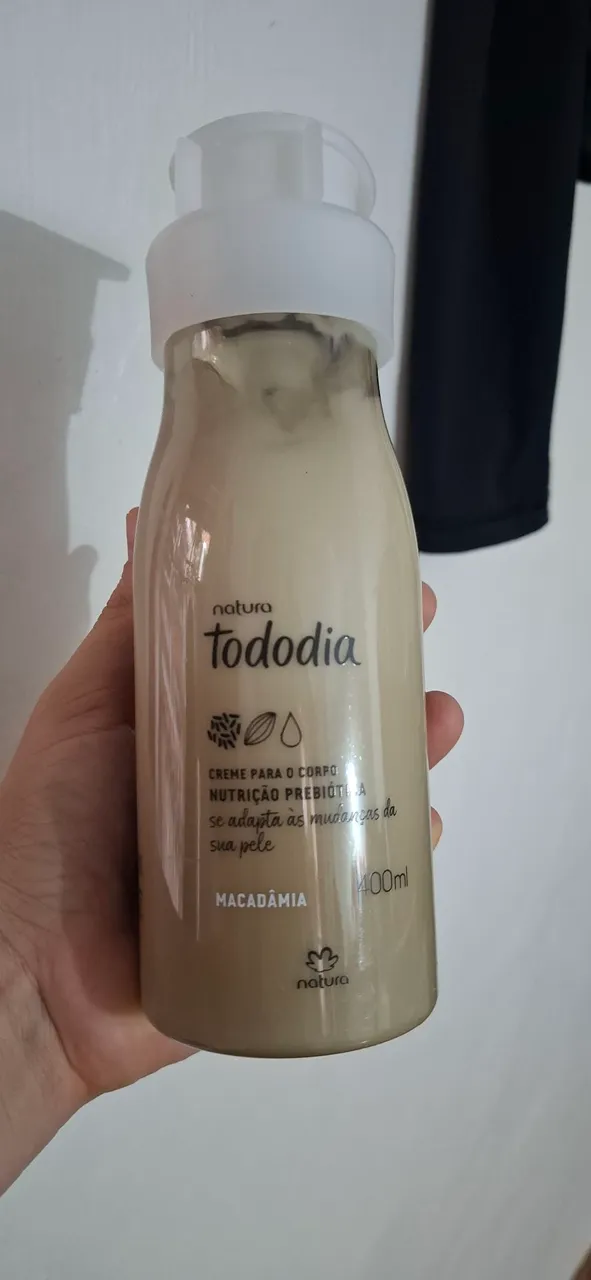 natura
tododia
CREME PARA O CORPO
NUTRIÇÃO PREBIÓTICA
se adapta às mudanças da
sua pele
400ml
MACADÂMIA
natura